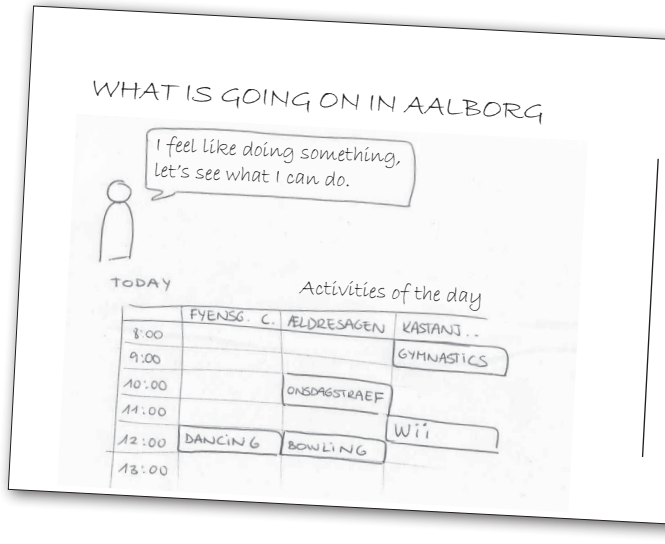 WHAT IS GOING ON IN AALBORG
I feel like doing something,
let's see what I can do.
TODAY
Activities of the day
FYENSG. C. ÆLDRESAGEN KASTANJ..
8:00
GYMNASTICS
9:00
10:00 ONSDAGSTRAEF
11:00
Wii
12:00 DANCING BOWLING
13:00